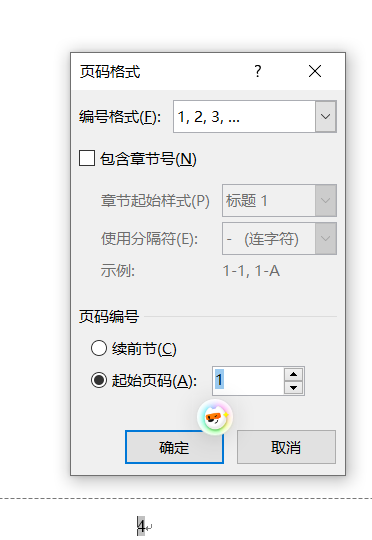 页码格式 ?
编号格式(F): 1, 2, 3, ...
包含章节号(N)
章节起始样式(P) 标题 1
使用分隔符(E): - (连字符)
示例: 1-1, 1-A
页码编号
续前节(C)
起始页码(A): 1
确定 取消
4